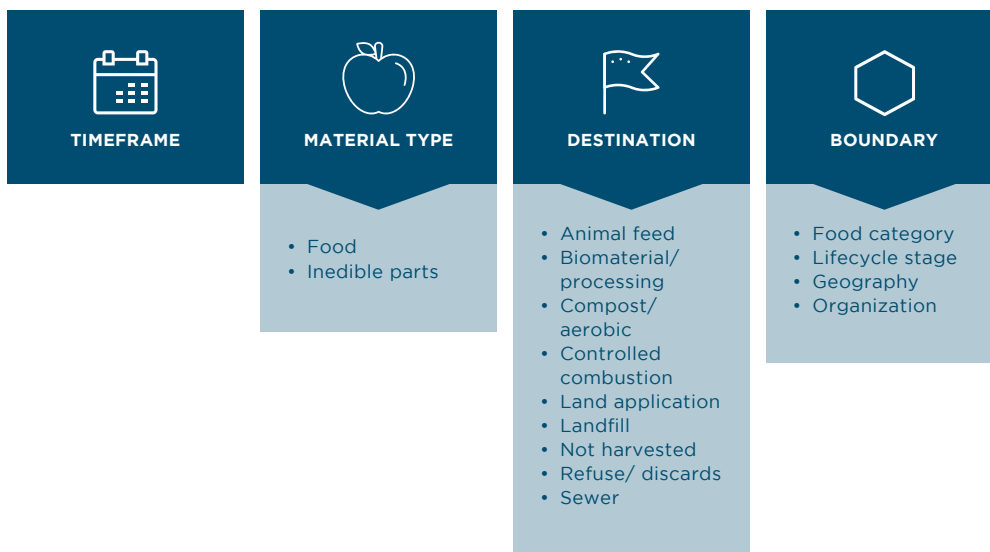 TIMEFRAME
MATERIAL TYPE
• Food
• Inedible parts
DESTINATION
• Animal feed
• Biomaterial/
processing
• Compost/
aerobic
• Controlled
combustion
• Land application
• Landfill
• Not harvested
• Refuse/ discards
• Sewer
BOUNDARY
• Food category
• Lifecycle stage
• Geography
• Organization